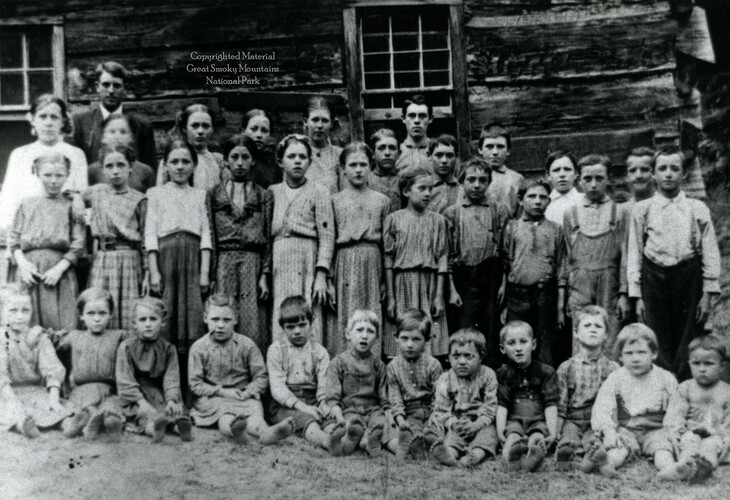 Copyrighted Material
Great Smoky Mountains
National Park